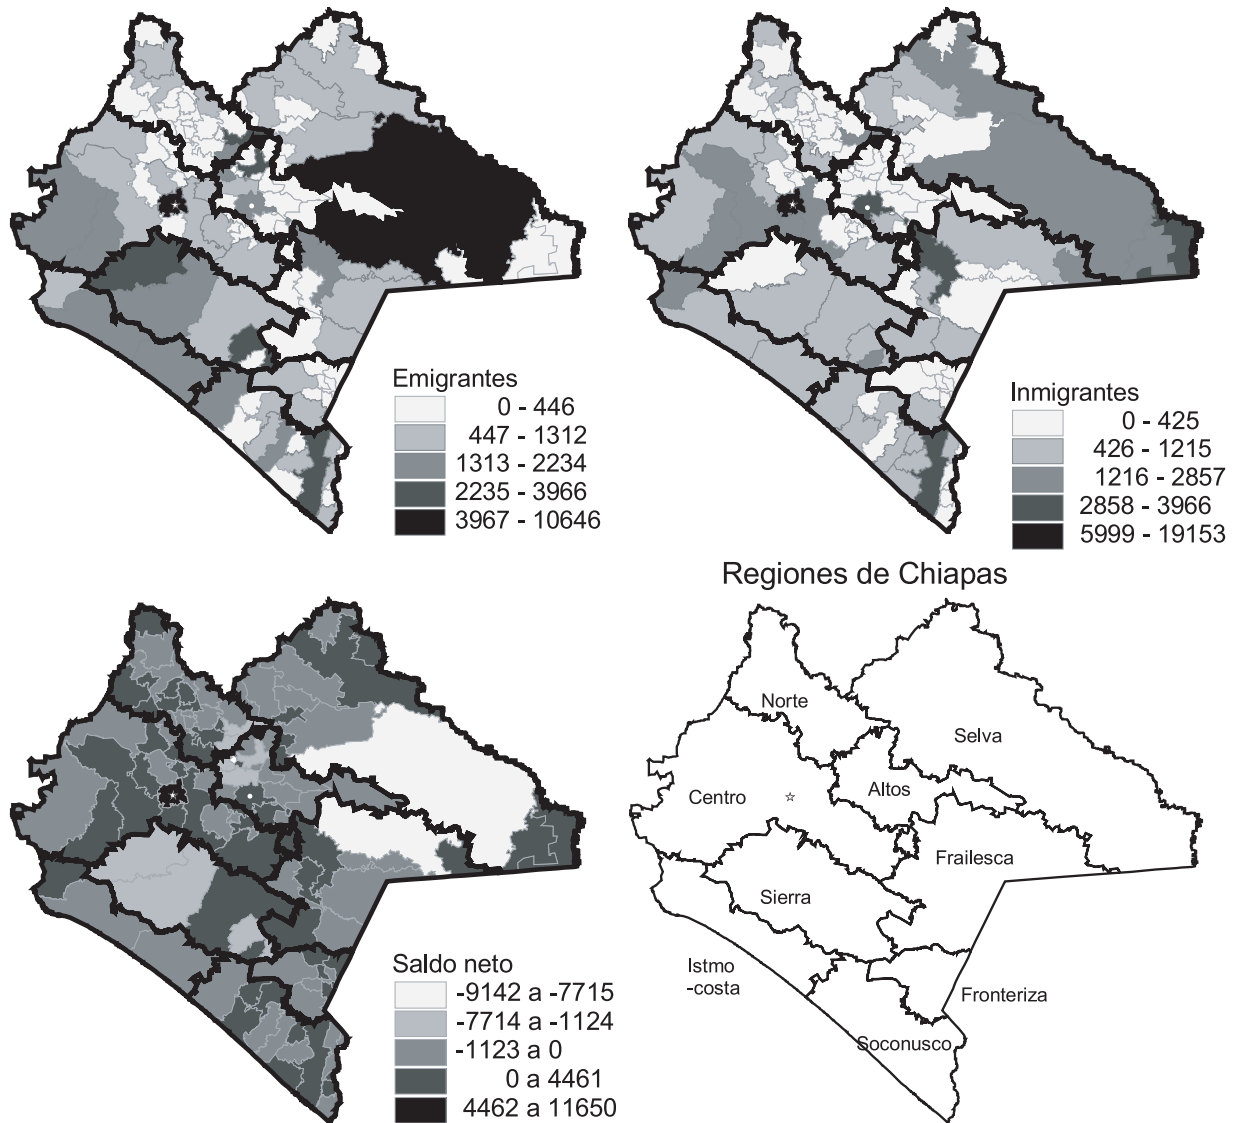 Emigrantes
0 - 446
447 - 1312
1313 - 2234
2235 - 3966
3967 - 10646
Inmigrantes
0 - 425
426 - 1215
1216 - 2857
2858 - 3966
5999 - 19153
Saldo neto
-9142 a -7715
-7714 a -1124
-1123 a 0
0 a 4461
4462 a 11650
Regiones de Chiapas
Norte
Selva
Centro
Altos
Frailesca
Sierra
Istmo
-costa
Fronteriza
Soconusco